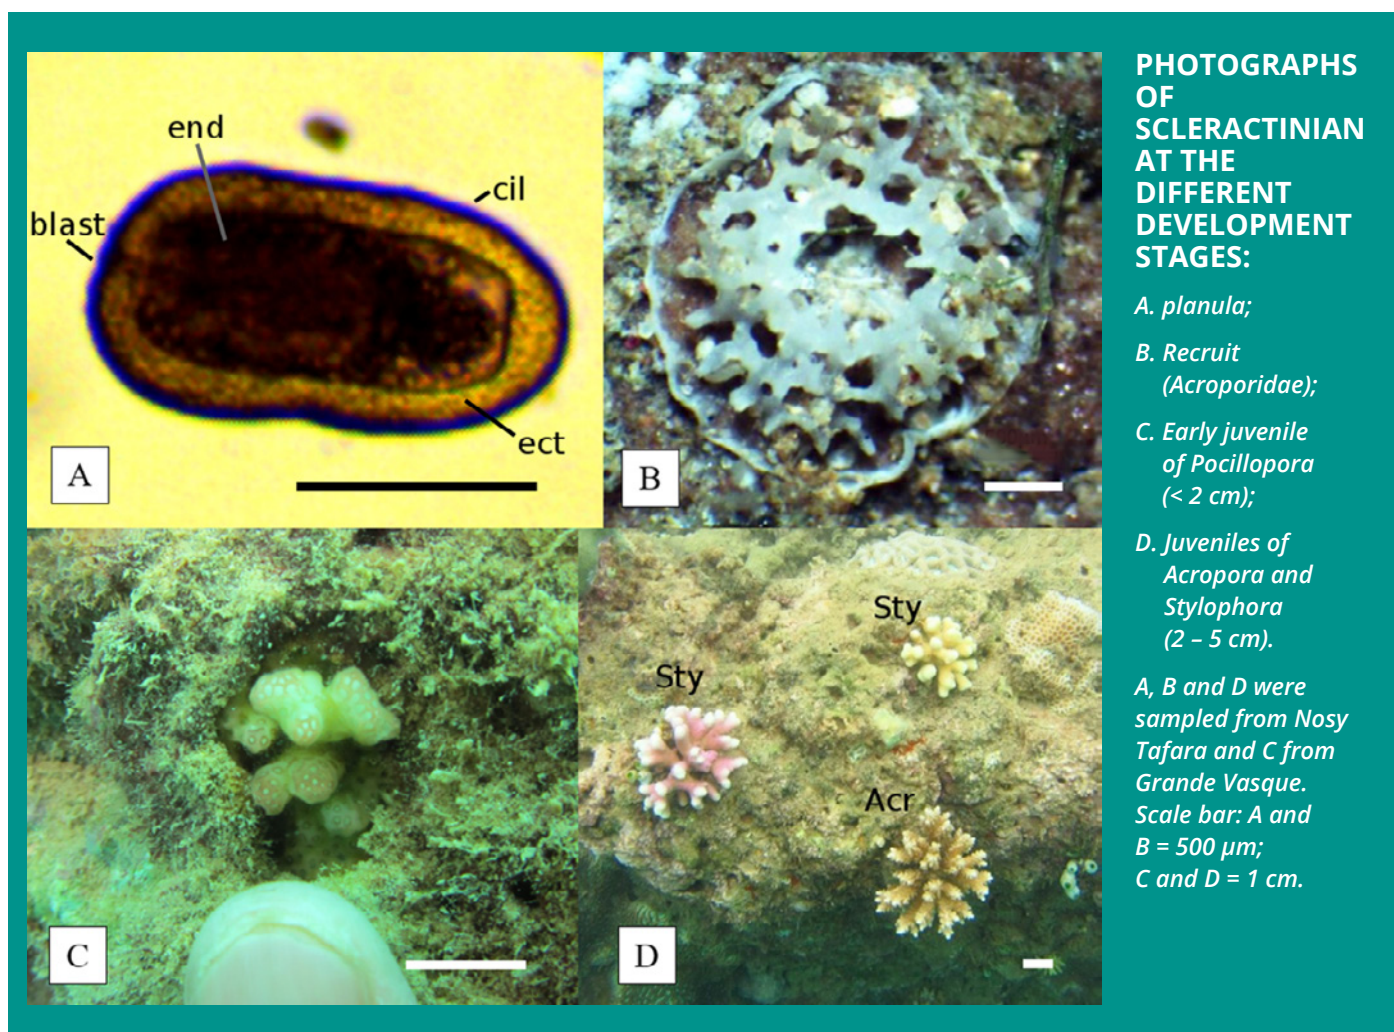 end
cil
blast
ect
A
B
Sty
Sty
Acr
C
D
PHOTOGRAPHS
OF
SCLERACTINIAN
AT THE
DIFFERENT
DEVELOPMENT
STAGES:
A. planula;
B. Recruit
(Acroporidae);
C. Early juvenile
of Pocillopora
(< 2 cm);
D. Juveniles of
Acropora and
Stylophora
(2 – 5 cm).
A, B and D were
sampled from Nosy
Tafara and C from
Grande Vasque.
Scale bar: A and
B = 500 µm;
C and D = 1 cm.